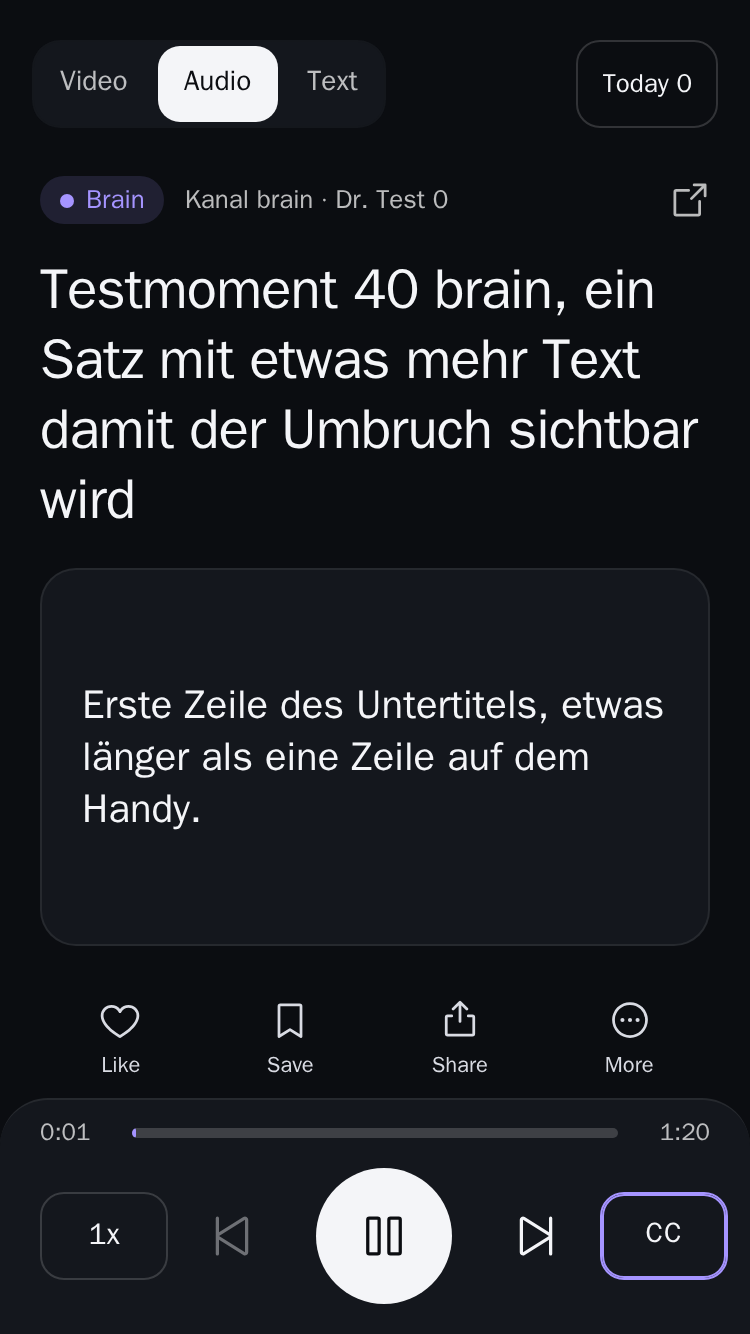 Video Audio Text Today 0
Brain Kanal brain · Dr. Test 0
Testmoment 40 brain, ein
Satz mit etwas mehr Text
damit der Umbruch sichtbar
wird
Erste Zeile des Untertitels, etwas
länger als eine Zeile auf dem
Handy.
Like Save Share More
0:01 1:20
1x CC